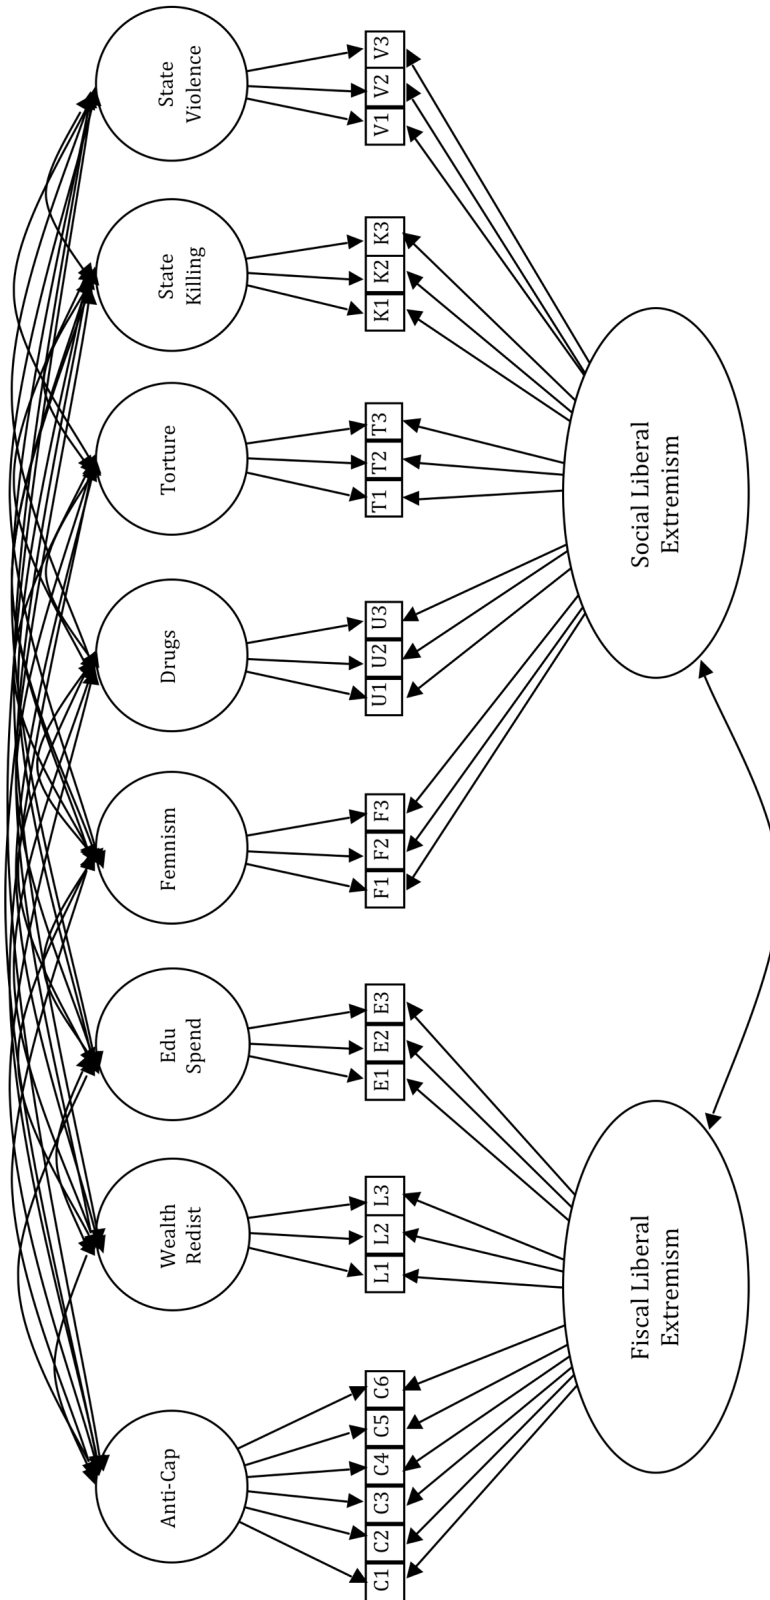 Anti-Cap
Wealth
Redist
Edu
Spend
Femnism
Drugs
Torture
State
Killing
State
Violence
C1 C2 C3 C4 C5 C6
L1 L2 L3
E1 E2 E3
F1 F2 F3
U1 U2 U3
T1 T2 T3
K1 K2 K3
V1 V2 V3
Fiscal Liberal
Extremism
Social Liberal
Extremism